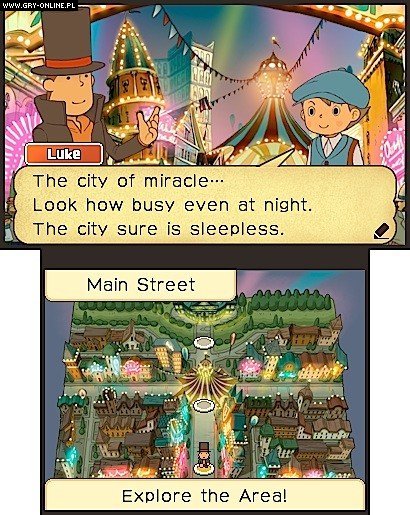 WWW.GRY-ONLINE.PL
Luke
The city of miracle…
Look how busy even at night.
The city sure is sleepless.
Main Street
Explore the Area!